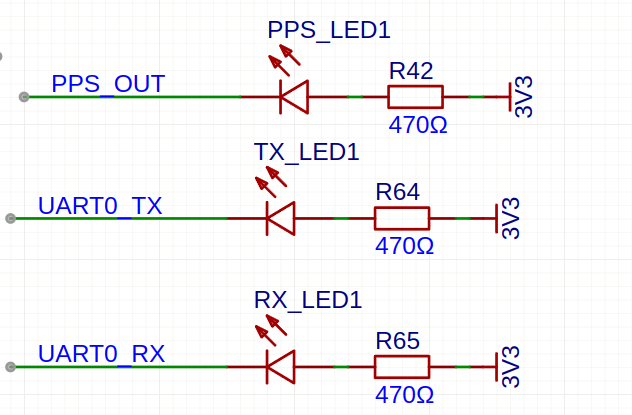 PPS_LED1
PPS_OUT
R42
470Ω
3V3
TX_LED1
UART0_TX
R64
470Ω
3V3
RX_LED1
UART0_RX
R65
470Ω
3V3